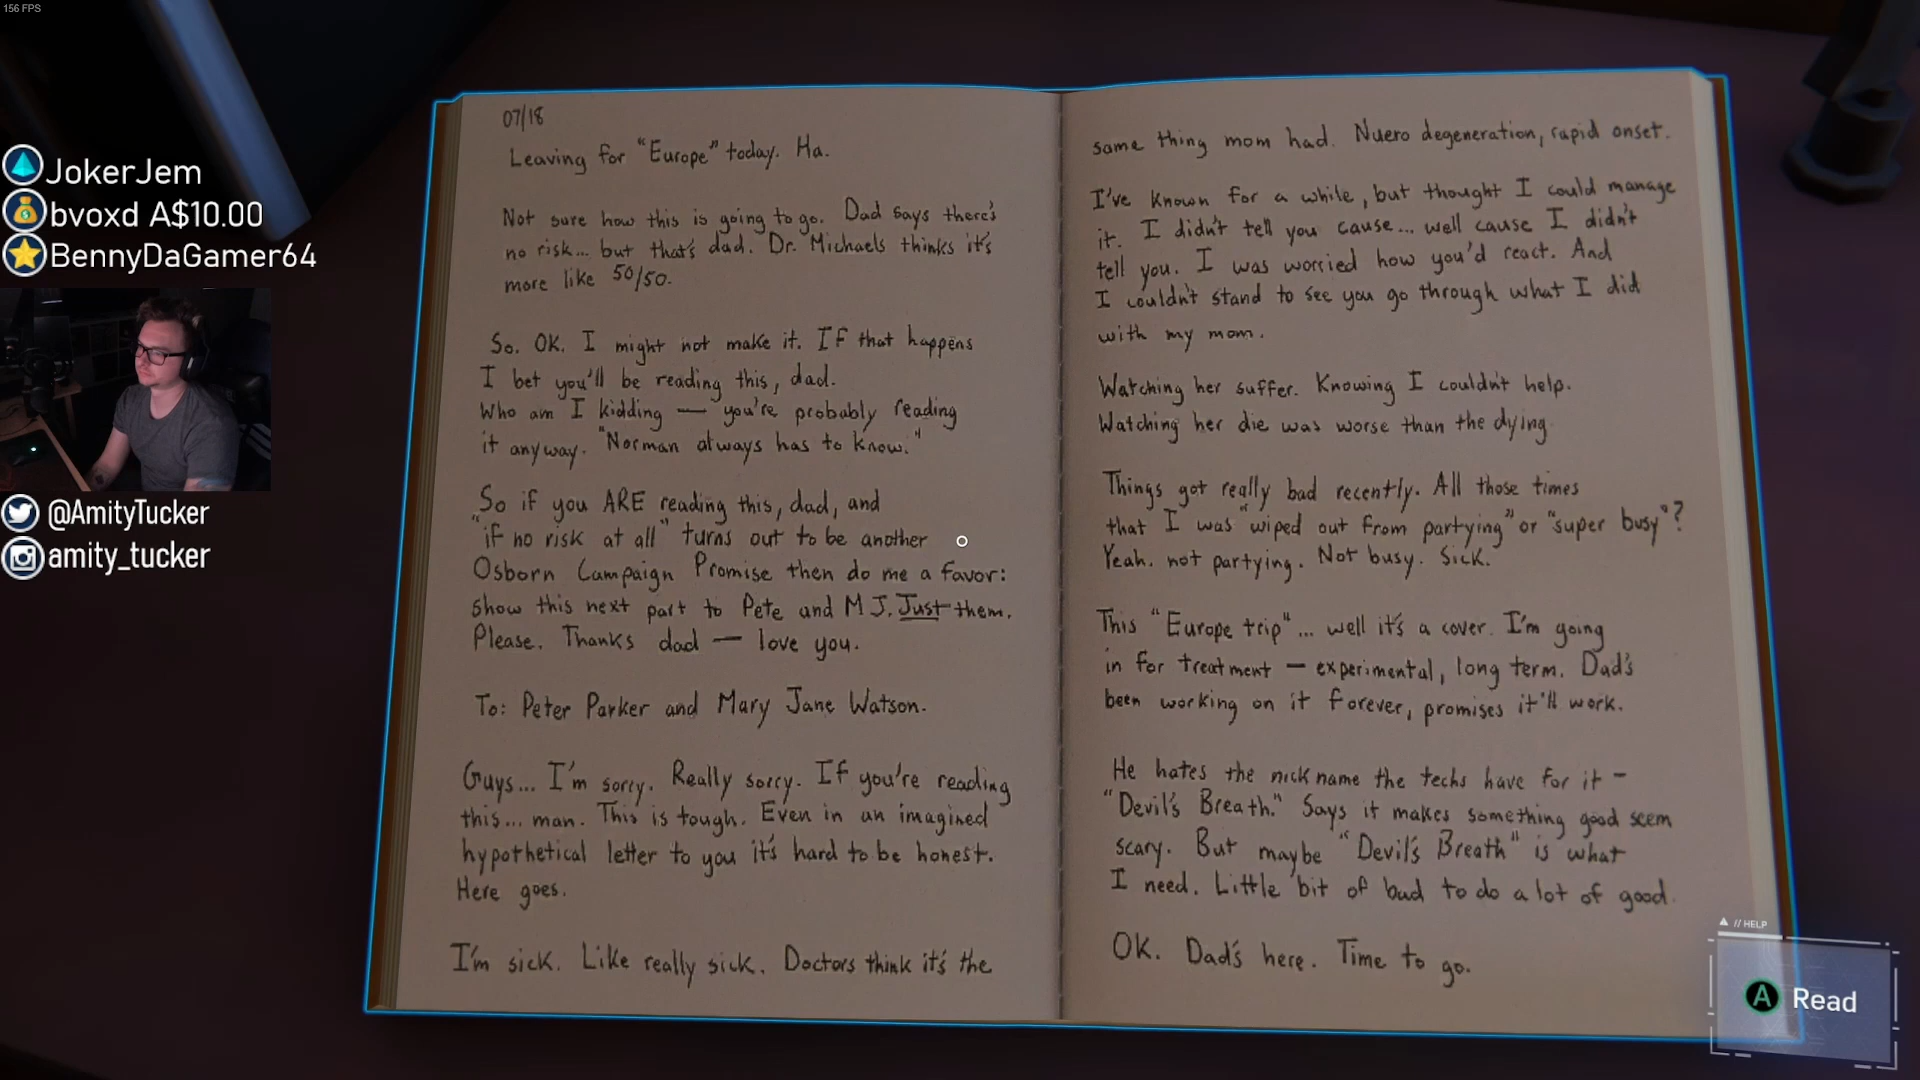 156 FPS
JokerJem
bvoxd A$10.00
BennyDaGamer64
@AmityTucker
amity_tucker
07/18
Leaving for "Europe" today. Ha.
Not sure how this is going to go. Dad says there's
no risk... but that's dad. Dr. Michaels thinks it's
more like 50/50.
So. OK. I might not make it. IF that happens
I bet you'll be reading this, dad.
Who am I kidding — you're probably reading
it anyway. "Norman always has to know."
So if you ARE reading this, dad, and
"if no risk at all" turns out to be another
Osborn Campaign Promise then do me a favor:
show this next part to Pete and MJ. Just them.
Please. Thanks dad — love you.
To: Peter Parker and Mary Jane Watson.
Guys... I'm sorry. Really sorry. If you're reading
this... man. This is tough. Even in an imagined
hypothetical letter to you it's hard to be honest.
Here goes.
I'm sick. Like really sick. Doctors think it's the
same thing mom had. Nuero degeneration, rapid onset.
I've known for a while, but thought I could manage
it. I didn't tell you cause... well cause I didn't
tell you. I was worried how you'd react. And
I couldn't stand to see you go through what I did
with my mom.
Watching her suffer. Knowing I couldn't help.
Watching her die was worse than the dying.
Things got really bad recently. All those times
that I was "wiped out from partying" or "super busy"?
Yeah. not partying. Not busy. Sick.
This "Europe trip"... well it's a cover. I'm going
in for treatment — experimental, long term. Dad's
been working on it forever, promises it'll work.
He hates the nickname the techs have for it -
"Devil's Breath." Says it makes something good seem
scary. But maybe "Devil's Breath" is what
I need. Little bit of bad to do a lot of good.
OK. Dad's here. Time to go.
// HELP
A Read